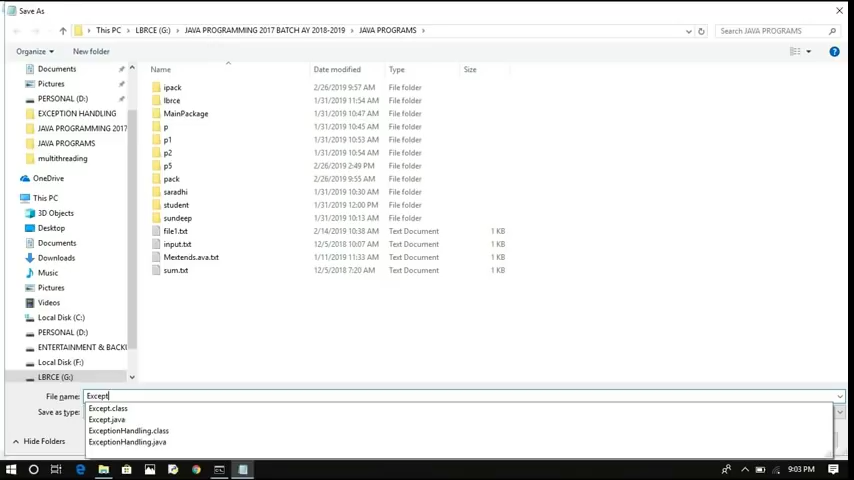 Save As
This PC > LBRCE (G:) > JAVA PROGRAMMING 2017 BATCH AY 2018-2019 > JAVA PROGRAMS >
Search JAVA PROGRAMS
Organize New folder
Name Date modified Type Size
Documents
Pictures
PERSONAL (D:)
EXCEPTION HANDLING
JAVA PROGRAMMING 2017
JAVA PROGRAMS
multithreading
OneDrive
This PC
3D Objects
Desktop
Documents
Downloads
Music
Pictures
Videos
Local Disk (C:)
PERSONAL (D:)
ENTERTAINMENT & BACKU
Local Disk (F:)
LBRCE (G:)
ipack 2/26/2019 9:57 AM File folder
lbrce 1/31/2019 11:54 AM File folder
MainPackage 1/31/2019 10:47 AM File folder
p 1/31/2019 10:45 AM File folder
p1 1/31/2019 10:53 AM File folder
p2 1/31/2019 10:54 AM File folder
p5 2/26/2019 2:49 PM File folder
pack 2/26/2019 9:55 AM File folder
saradhi 1/31/2019 10:30 AM File folder
student 1/31/2019 12:00 PM File folder
sundeep 1/31/2019 10:13 AM File folder
file1.txt 2/14/2019 10:38 AM Text Document 1 KB
input.txt 12/5/2018 10:07 AM Text Document 1 KB
Mextends.ava.txt 1/11/2019 11:33 AM Text Document 1 KB
sum.txt 12/5/2018 7:20 AM Text Document 1 KB
File name: Except
Save as type:
Except.class
Except.java
ExceptionHandling.class
ExceptionHandling.java
Hide Folders
9:03 PM